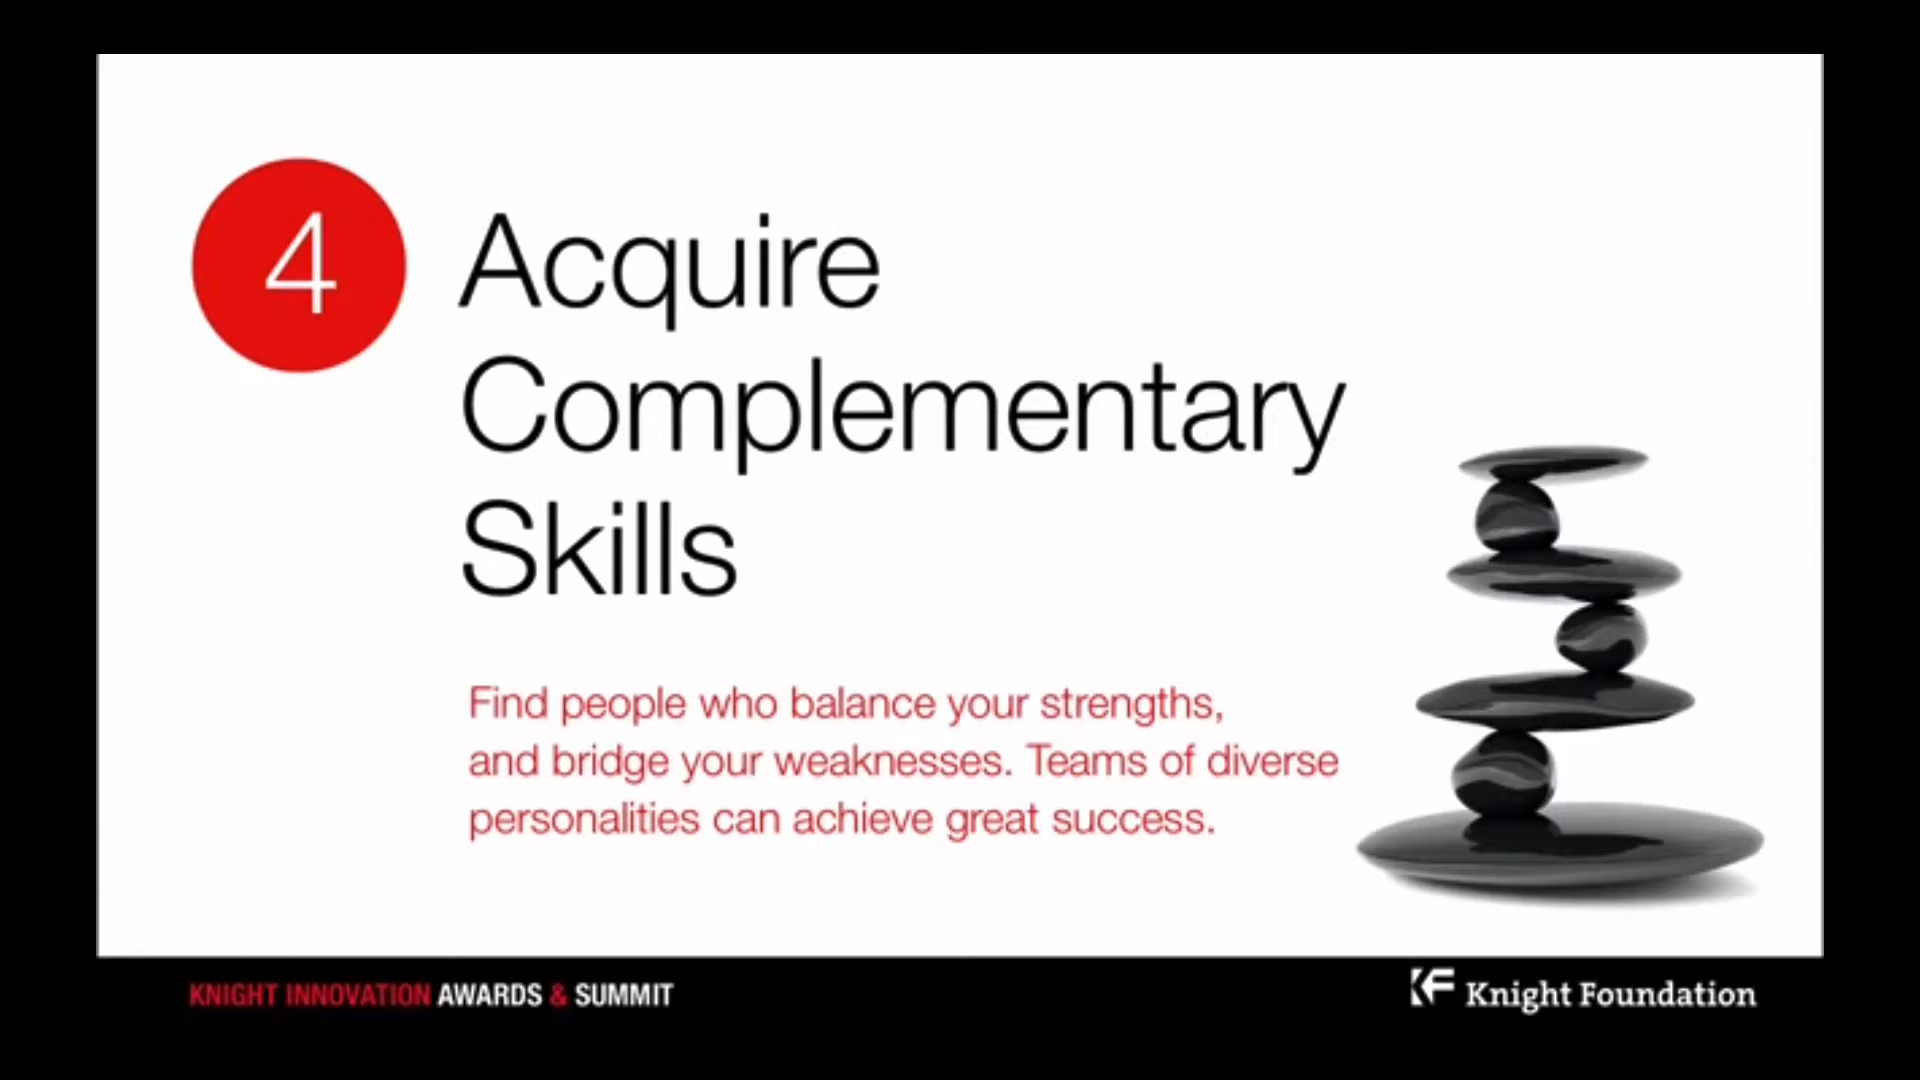 4
Acquire
Complementary
Skills
Find people who balance your strengths,
and bridge your weaknesses. Teams of diverse
personalities can achieve great success.
KNIGHT INNOVATION AWARDS & SUMMIT
KF Knight Foundation